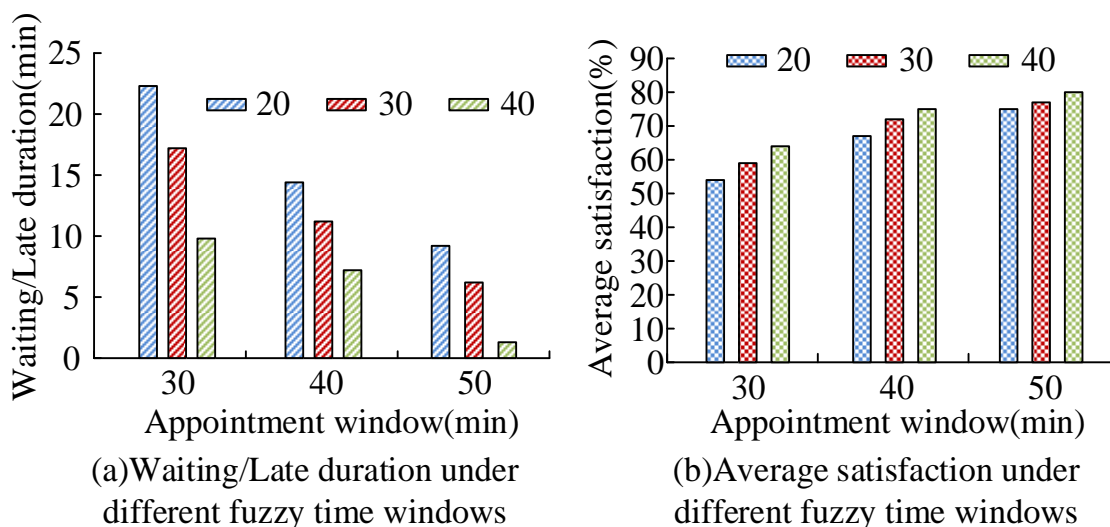 Waiting/Late duration(min)
25
20
15
10
5
0
20 30 40
30 40 50
Appointment window(min)
(a)Waiting/Late duration under
different fuzzy time windows
Average satisfaction(%)
90
80
70
60
50
40
30
20
10
0
20 30 40
30 40 50
Appointment window(min)
(b)Average satisfaction under
different fuzzy time windows